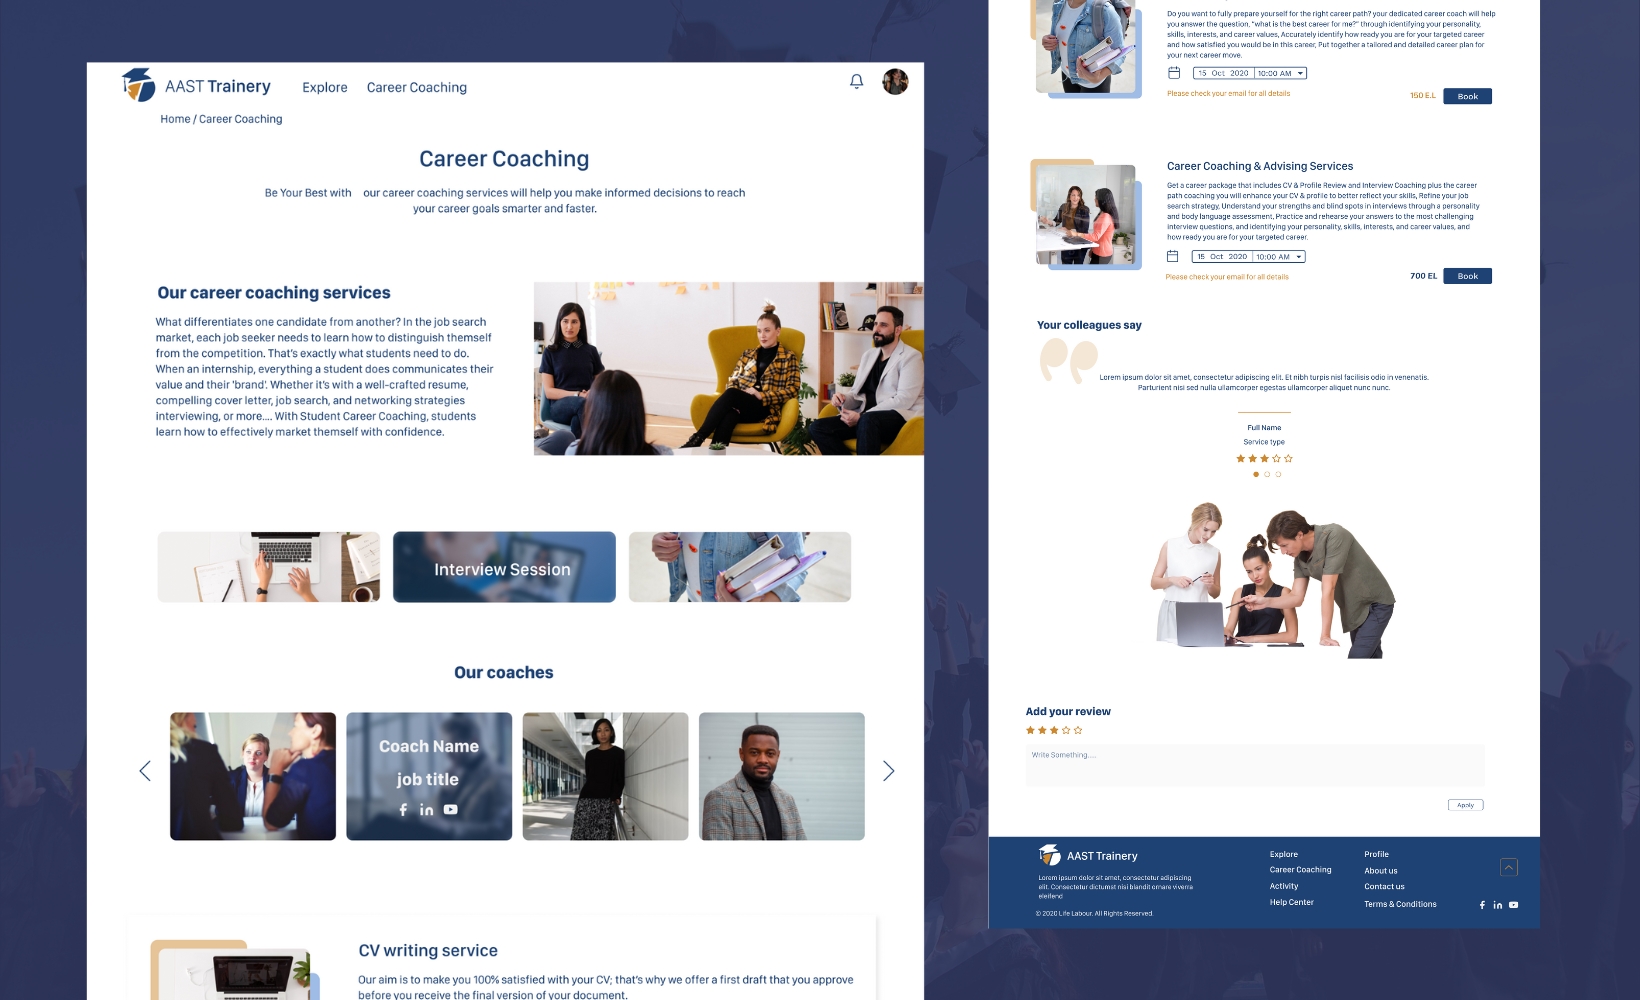 AAST Trainery
Explore
Career Coaching
Home / Career Coaching
Career Coaching
Be Your Best with our career coaching services will help you make informed decisions to reach
your career goals smarter and faster.
Our career coaching services
What differentiates one candidate from another? In the job search
market, each job seeker needs to learn how to distinguish themself
from the competition. That's exactly what students need to do.
When an internship, everything a student does communicates their
value and their 'brand'. Whether it's with a well-crafted resume,
compelling cover letter, job search, and networking strategies
interviewing, or more.... With Student Career Coaching, students
learn how to effectively market themself with confidence.
Interview Session
Our coaches
Coach Name
job title
CV writing service
Our aim is to make you 100% satisfied with your CV; that's why we offer a first draft that you approve
before you receive the final version of your document.
Do you want to fully prepare yourself for the right career path? your dedicated career coach will help
you answer the question, "what is the best career for me?" through identifying your personality,
skills, interests, and career values, Accurately identify how ready you are for your targeted career
and how satisfied you would be in this career, Put together a tailored and detailed career plan for
your next career move.
15 Oct 2020 10:00 AM
Please check your email for all details
150 E.L
Book
Career Coaching & Advising Services
Get a career package that includes CV & Profile Review and Interview Coaching plus the career
path coaching you will enhance your CV & profile to better reflect your skills, Refine your job
search strategy, Understand your strengths and blind spots in interviews through a personality
and body language assessment, Practice and rehearse your answers to the most challenging
interview questions, and identifying your personality, skills, interests, and career values, and
how ready you are for your targeted career.
15 Oct 2020 10:00 AM
Please check your email for all details
700 EL
Book
Your colleagues say
Lorem ipsum dolor sit amet, consectetur adipiscing elit. Et nibh turpis nisl facilisis odio in venenatis.
Parturient nisi sed nulla ullamcorper egestas ullamcorper aliquet nunc nunc.
Full Name
Service type
Add your review
Write Something....
Apply
AAST Trainery
Lorem ipsum dolor sit amet, consectetur adipiscing
elit. Consectetur dictumst nisi blandit ornare viverra
eleifend
© 2020 Life Labour. All Rights Reserved.
Explore
Career Coaching
Activity
Help Center
Profile
About us
Contact us
Terms & Conditions